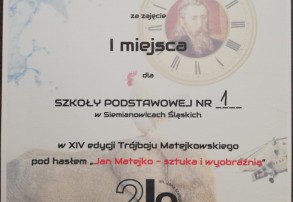 za zajęcie
I miejsca
dla
SZKOŁY PODSTAWOWEJ NR 1
w Siemianowicach Śląskich
w XIV edycji Trójboju Matejkowskiego
pod hasłem „Jan Matejko - sztuka i wyobraźnia"
2lo